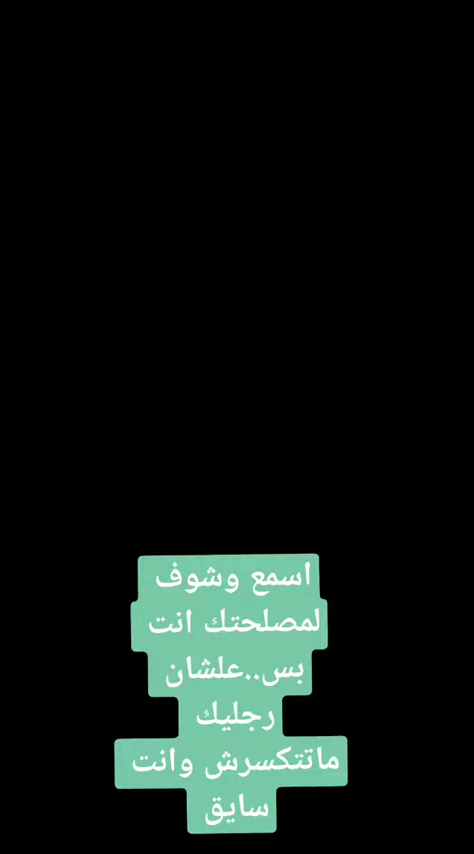 اسمع وشوف
لمصلحتك انت
بس..علشان
رجليك
ماتتكسرش وانت
سايق